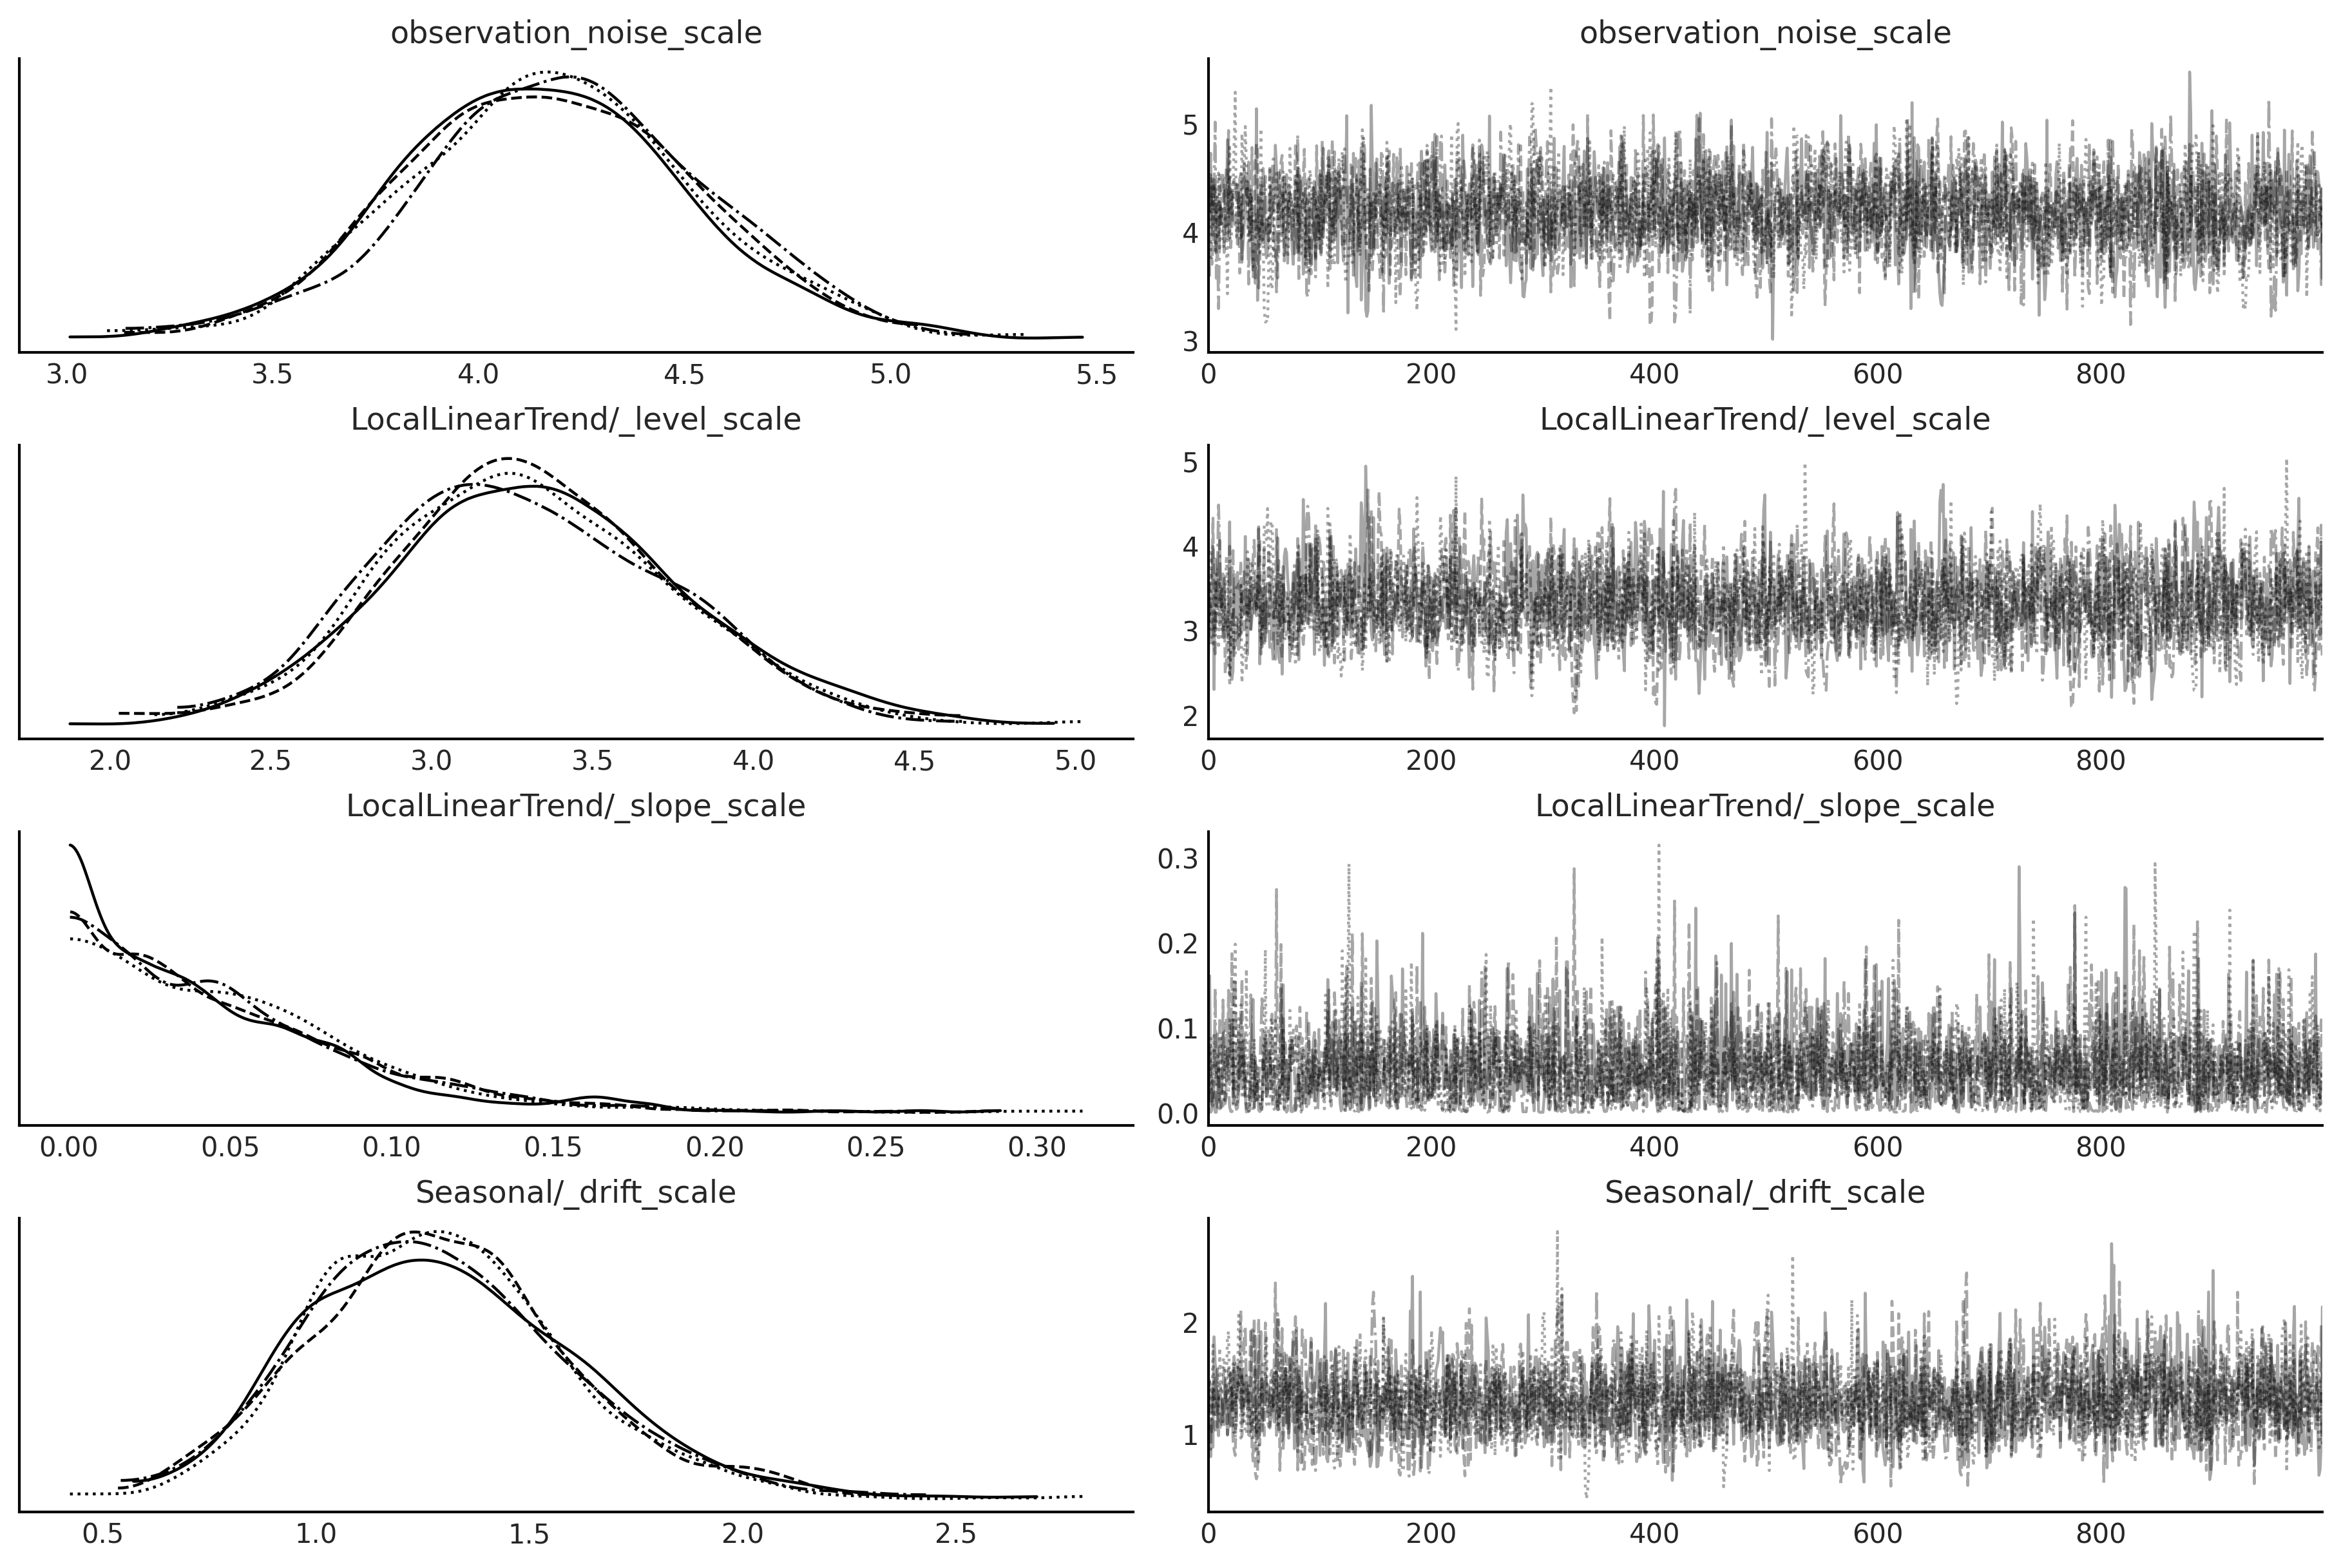 observation_noise_scale
3.0 3.5 4.0 4.5 5.0 5.5
observation_noise_scale
5
4
3
0 200 400 600 800
LocalLinearTrend/_level_scale
2.0 2.5 3.0 3.5 4.0 4.5 5.0
LocalLinearTrend/_level_scale
5
4
3
2
0 200 400 600 800
LocalLinearTrend/_slope_scale
0.00 0.05 0.10 0.15 0.20 0.25 0.30
LocalLinearTrend/_slope_scale
0.3
0.2
0.1
0.0
0 200 400 600 800
Seasonal/_drift_scale
0.5 1.0 1.5 2.0 2.5
Seasonal/_drift_scale
2
1
0 200 400 600 800